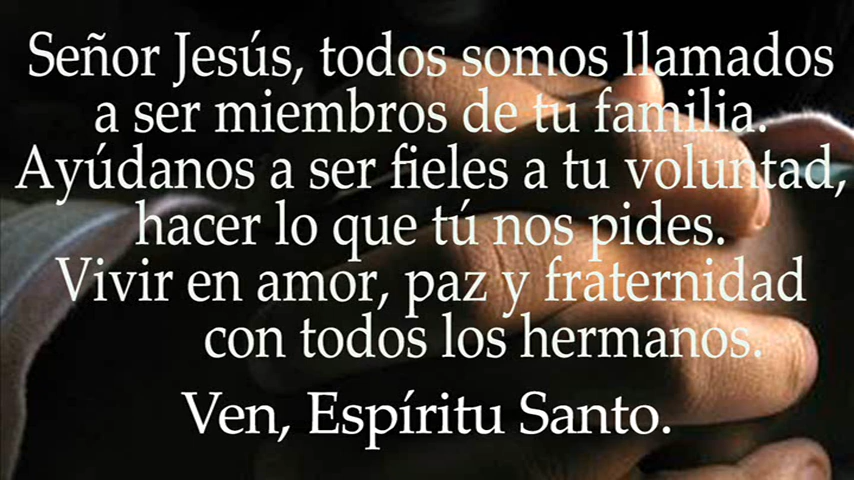 Señor Jesús, todos somos llamados
a ser miembros de tu familia.
Ayúdanos a ser fieles a tu voluntad,
hacer lo que tú nos pides.
Vivir en amor, paz y fraternidad
con todos los hermanos.
Ven, Espíritu Santo.